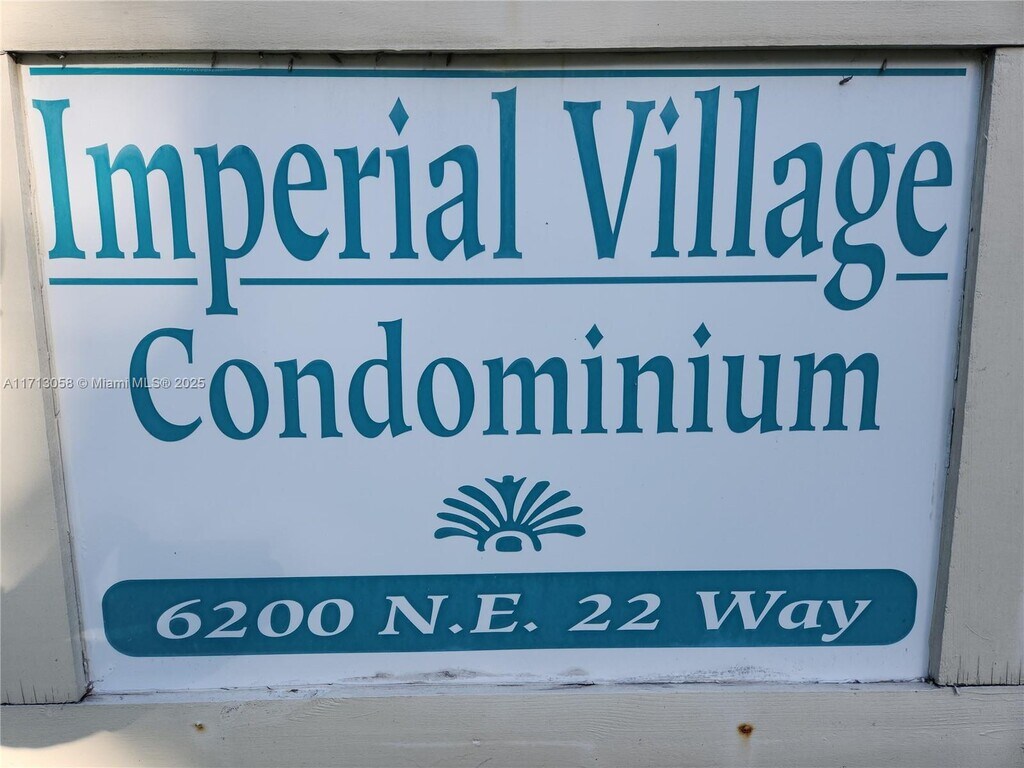 Imperial Village
Condominium
A11713058 © Miami MLS® 2025
6200 N.E. 22 Way